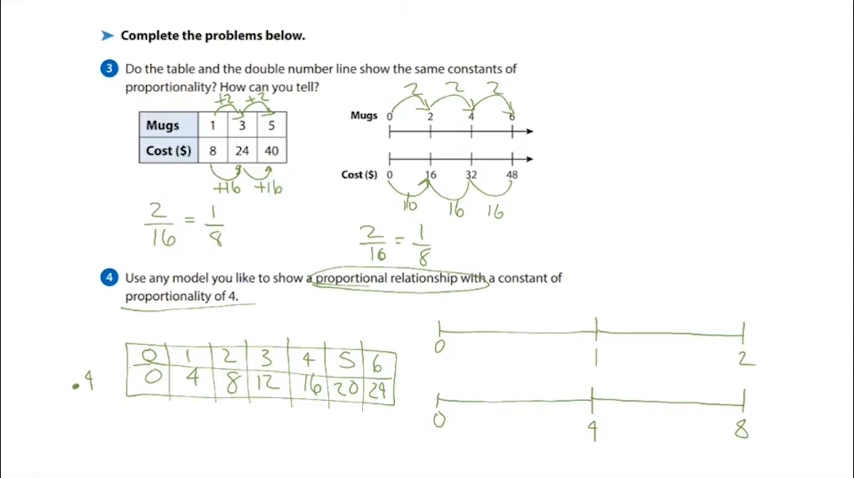 ➤ Complete the problems below.
3 Do the table and the double number line show the same constants of
proportionality? How can you tell?
+2 +2
Mugs 1 3 5
Cost ($) 8 24 40
+16 +16
2/16 = 1/8
2 2 2
Mugs 0 2 4 6
Cost ($) 0 16 32 48
16 16 16
2/16 = 1/8
4 Use any model you like to show a proportional relationship with a constant of
proportionality of 4.
0 1 2 3 4 5 6
0 4 8 12 16 20 24
•4
0 1 2
0 4 8